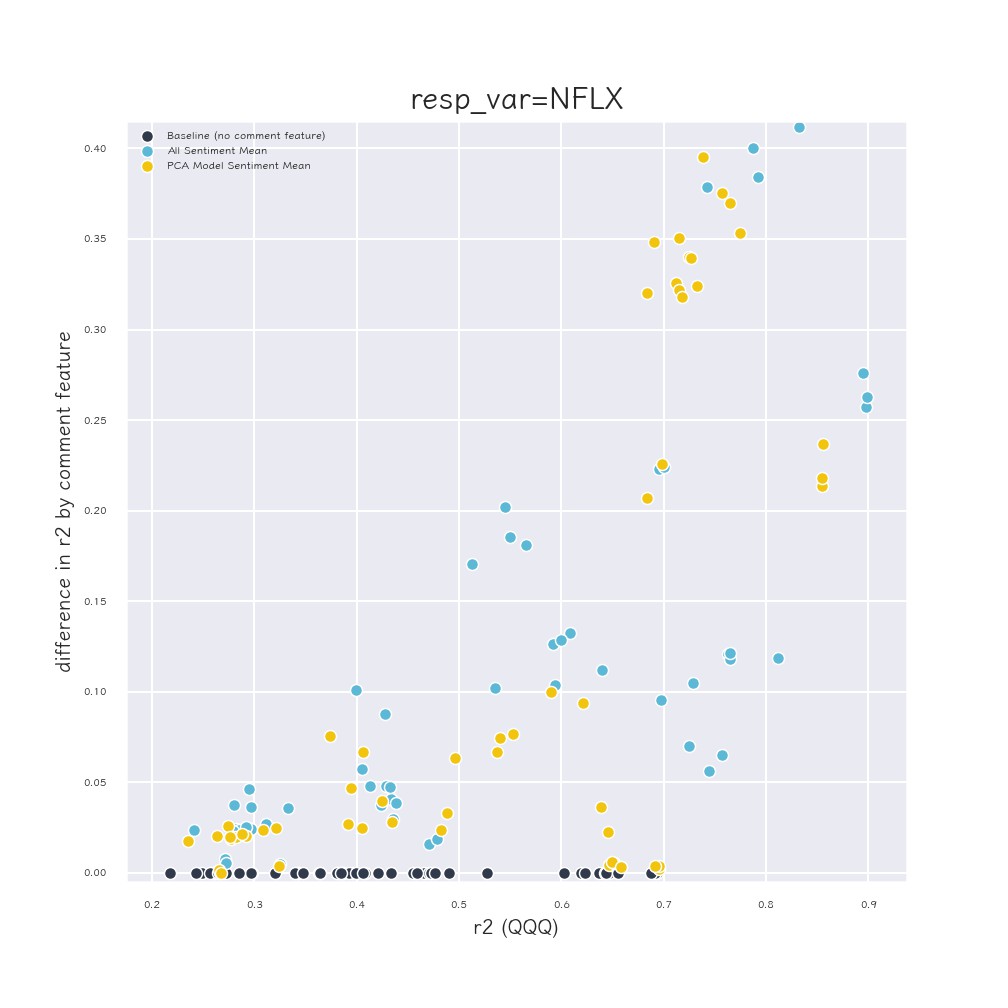 resp_var=NFLX
Baseline (no comment feature)
All Sentiment Mean
PCA Model Sentiment Mean
difference in r2 by comment feature
0.40
0.35
0.30
0.25
0.20
0.15
0.10
0.05
0.00
0.2 0.3 0.4 0.5 0.6 0.7 0.8 0.9
r2 (QQQ)